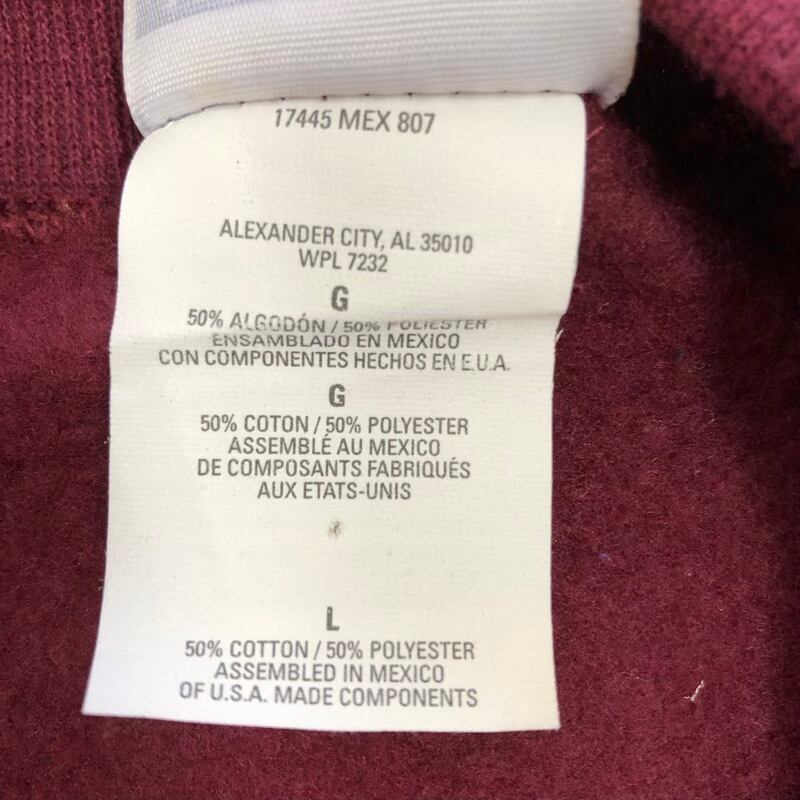 17445 MEX 807
ALEXANDER CITY, AL 35010
WPL 7232
G
50% ALGODÓN / 50% POLIESTER
ENSAMBLADO EN MEXICO
CON COMPONENTES HECHOS EN E.U.A.
G
50% COTON / 50% POLYESTER
ASSEMBLÉ AU MEXICO
DE COMPOSANTS FABRIQUÉS
AUX ETATS-UNIS
L
50% COTTON / 50% POLYESTER
ASSEMBLED IN MEXICO
OF U.S.A. MADE COMPONENTS